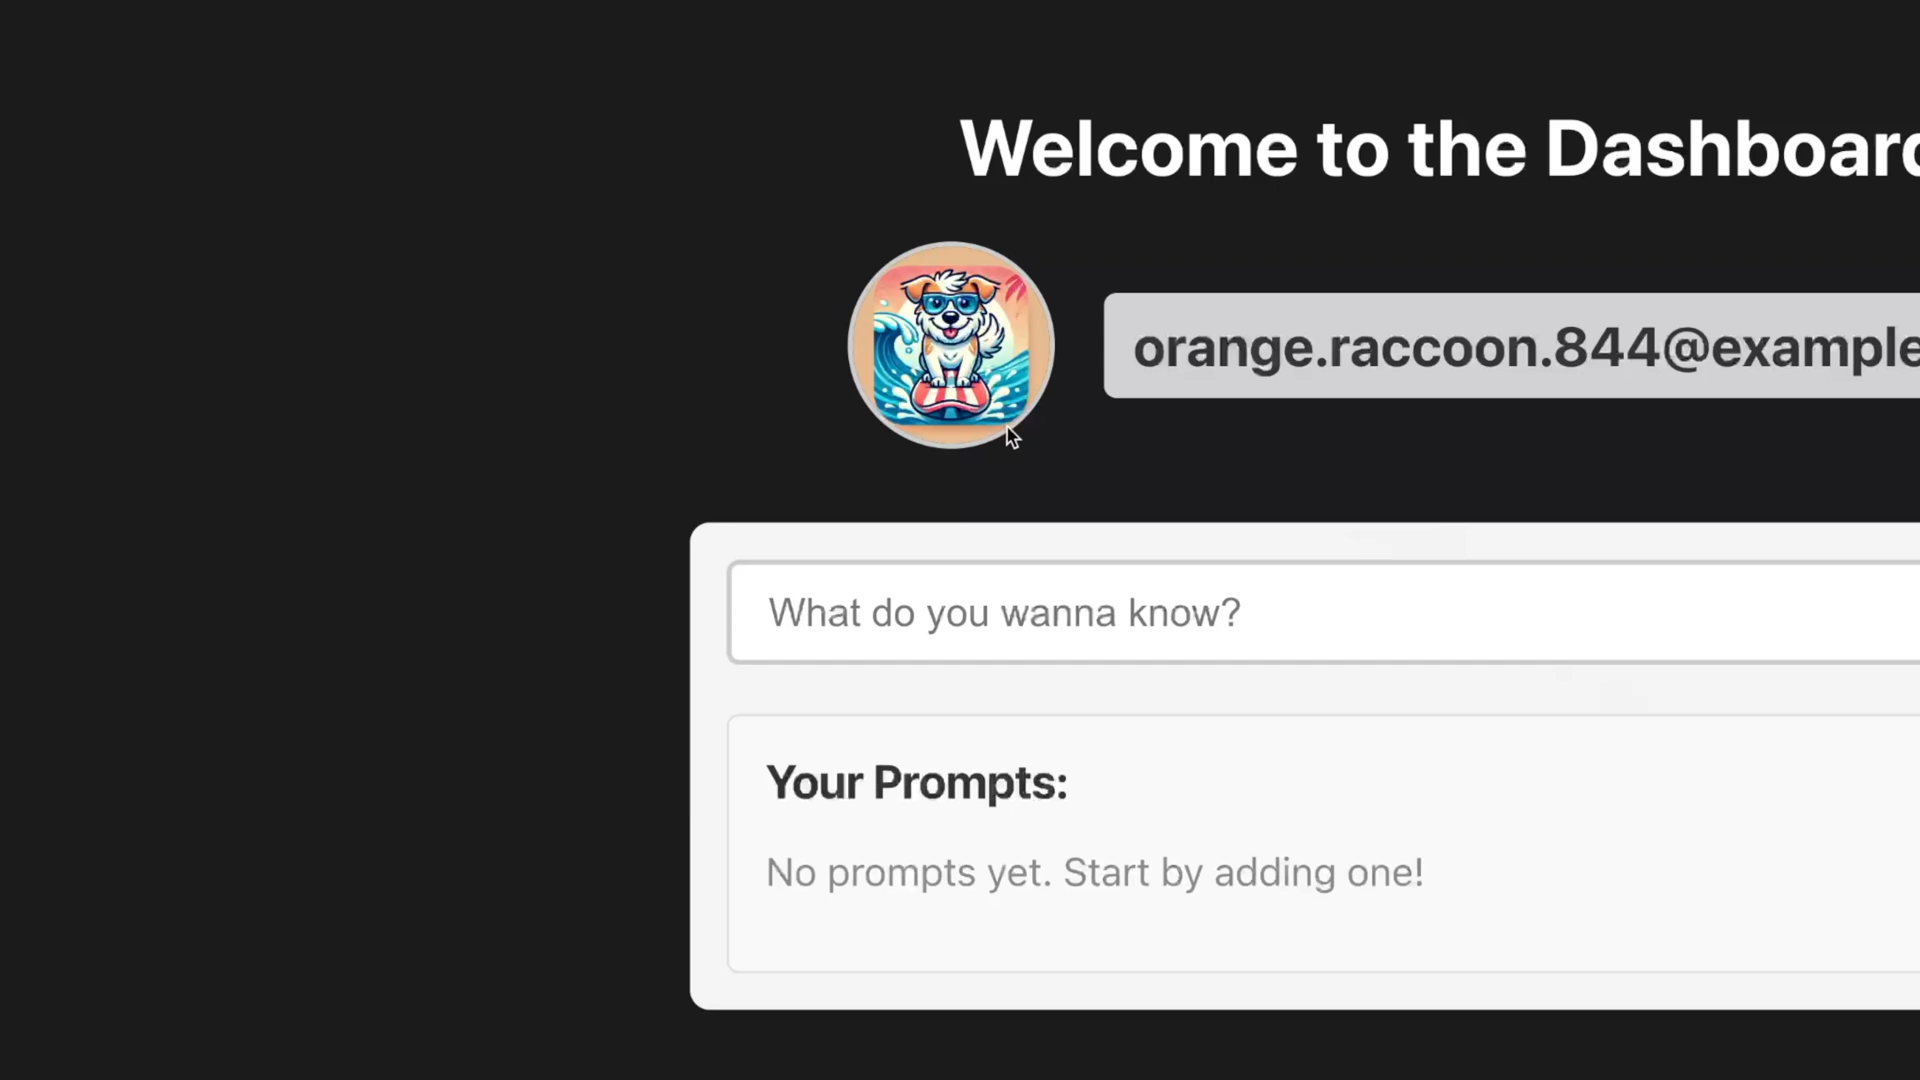 Welcome to the Dashboard
orange.raccoon.844@example
What do you wanna know?
Your Prompts:
No prompts yet. Start by adding one!